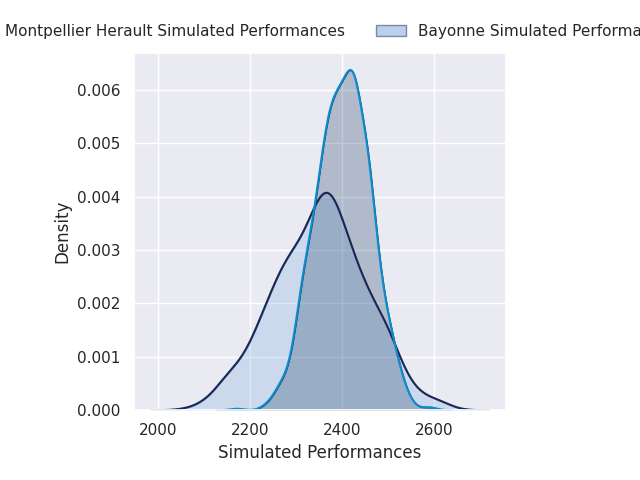 Montpellier Herault Simulated Performances
Bayonne Simulated Performa
0.006
0.005
0.004
0.003
0.002
0.001
0.000
Density
2000 2200 2400 2600
Simulated Performances